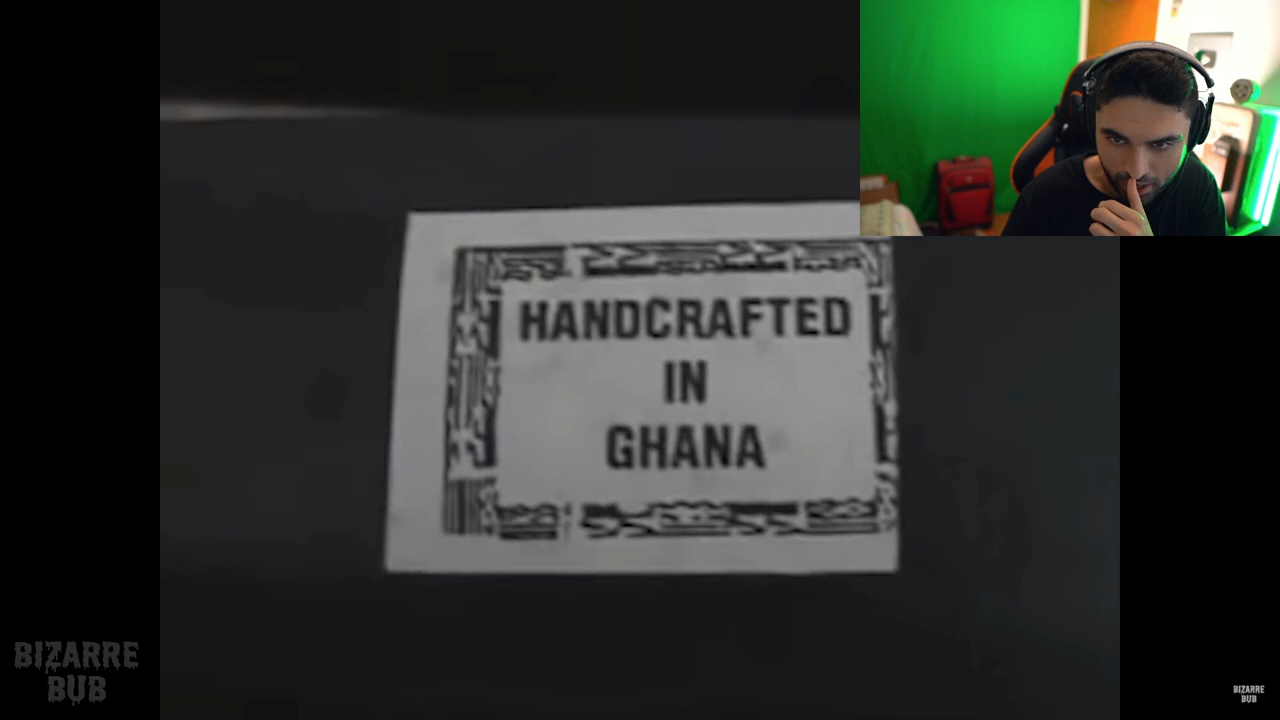 HANDCRAFTED
IN
GHANA
BIZARRE
BUB
BIZARRE
BUB